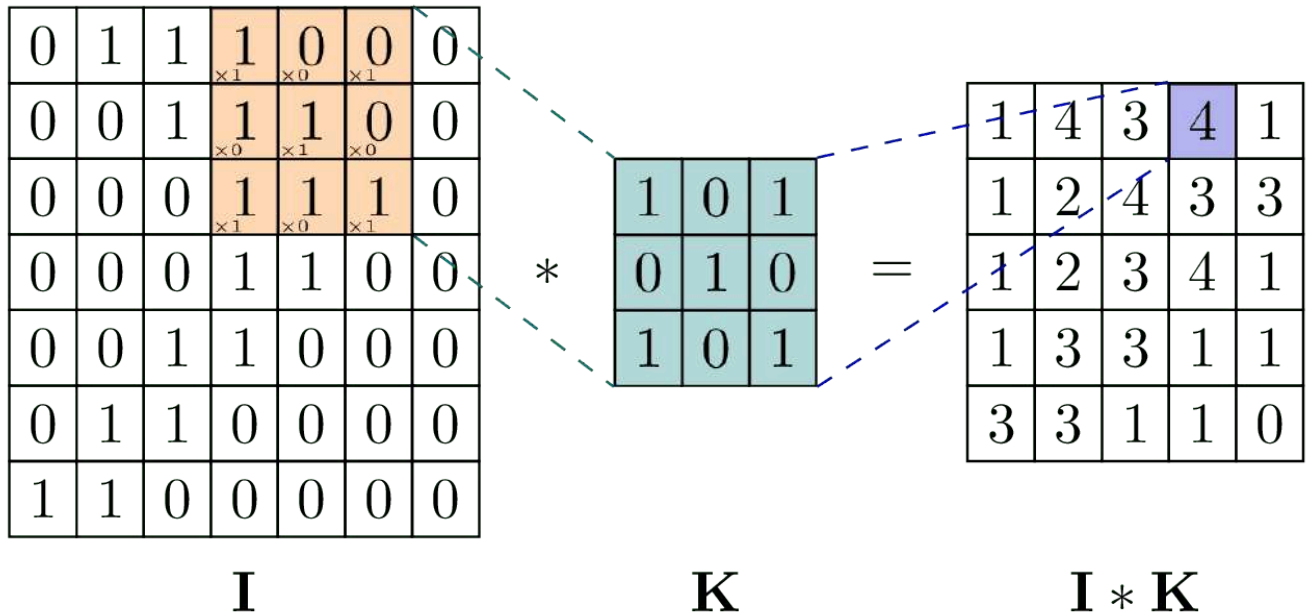 0 1 1 1 0 0 0
×1 ×0 ×1
0 0 1 1 1 0 0
×0 ×1 ×0
0 0 0 1 1 1 0
×1 ×0 ×1
0 0 0 1 1 0 0
0 0 1 1 0 0 0
0 1 1 0 0 0 0
1 1 0 0 0 0 0
I
*
1 0 1
0 1 0
1 0 1
K
=
1 4 3 4 1
1 2 4 3 3
1 2 3 4 1
1 3 3 1 1
3 3 1 1 0
I * K